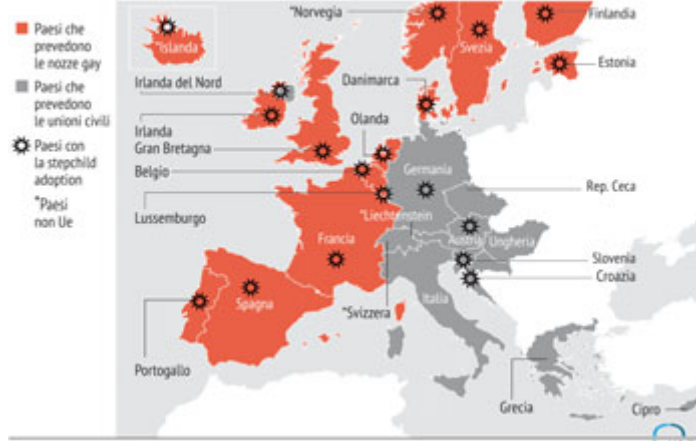 Paesi che
prevedono
le nozze gay
Paesi che
prevedono
le unioni civili
Paesi con
la stepchild
adoption
*Paesi
non Ue
*Islanda
*Norvegia
Svezia
Finlandia
Estonia
Danimarca
Irlanda del Nord
Olanda
Irlanda
Gran Bretagna
Belgio
Germania
Rep. Ceca
Lussemburgo
*Liechtenstein
Francia
Austria
Ungheria
Slovenia
Croazia
Spagna
Italia
*Svizzera
Portogallo
Grecia
Cipro